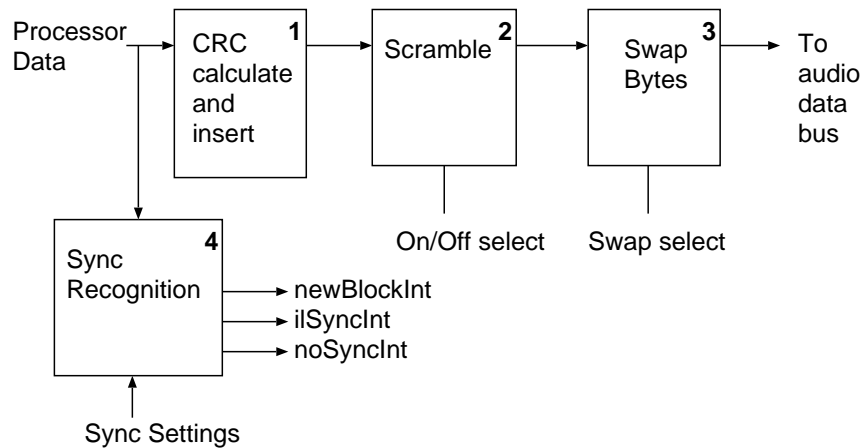 Processor
Data
1
CRC
calculate
and
insert
2
Scramble
3
Swap
Bytes
To
audio
data
bus
On/Off select
Swap select
4
Sync
Recognition
newBlockInt
ilSyncInt
noSyncInt
Sync Settings